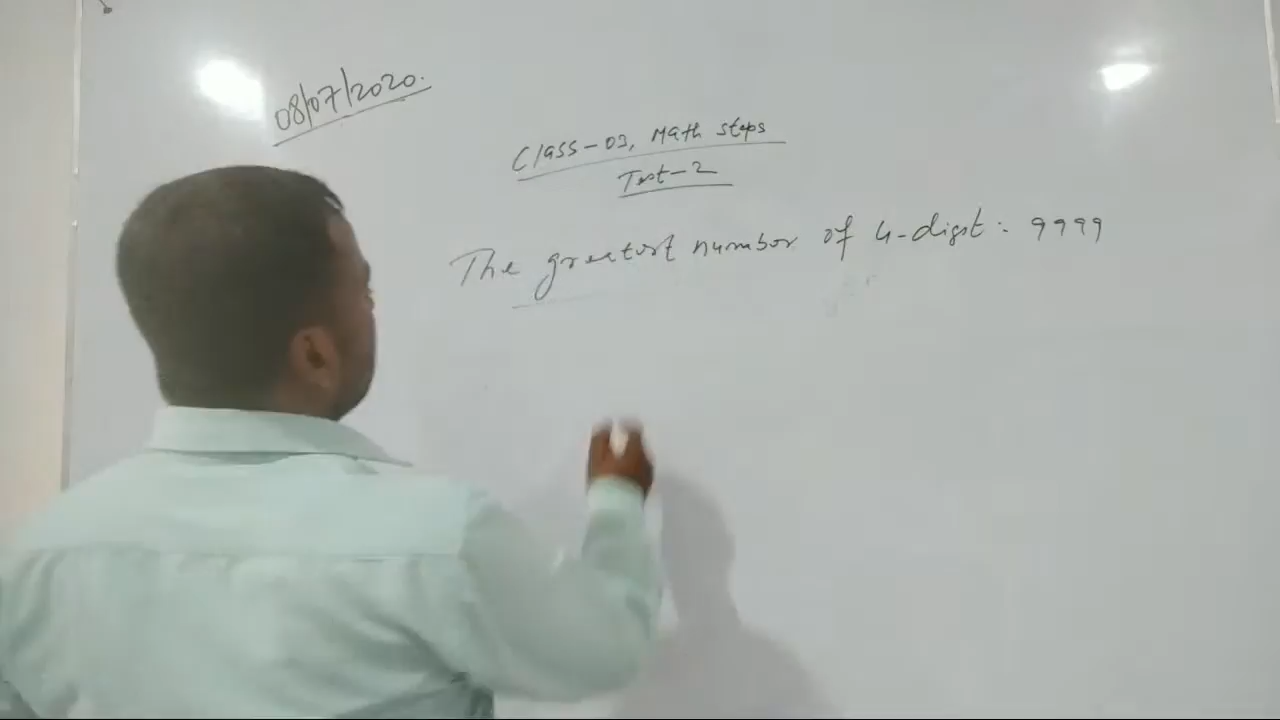 08/07/2020.
Class-03, Math steps
Test-2
The greatest number of 4-digit:- 9999